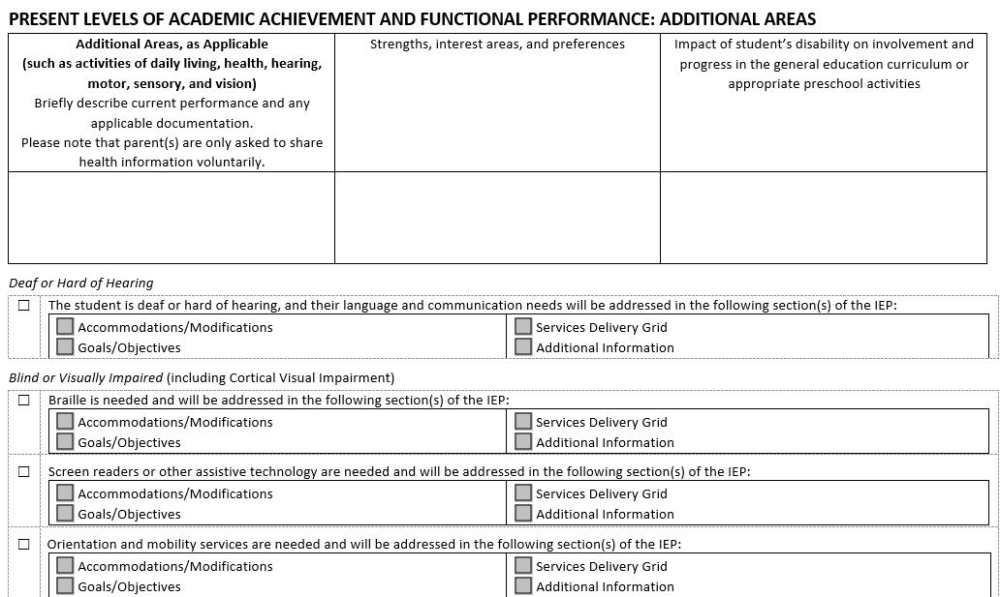 PRESENT LEVELS OF ACADEMIC ACHIEVEMENT AND FUNCTIONAL PERFORMANCE: ADDITIONAL AREAS
Additional Areas, as Applicable
(such as activities of daily living, health, hearing,
motor, sensory, and vision)
Briefly describe current performance and any
applicable documentation.
Please note that parent(s) are only asked to share
health information voluntarily.
Strengths, interest areas, and preferences
Impact of student’s disability on involvement and
progress in the general education curriculum or
appropriate preschool activities
Deaf or Hard of Hearing
☐ The student is deaf or hard of hearing, and their language and communication needs will be addressed in the following section(s) of the IEP:
Accommodations/Modifications
Goals/Objectives
Services Delivery Grid
Additional Information
Blind or Visually Impaired (including Cortical Visual Impairment)
☐ Braille is needed and will be addressed in the following section(s) of the IEP:
Accommodations/Modifications
Goals/Objectives
Services Delivery Grid
Additional Information
☐ Screen readers or other assistive technology are needed and will be addressed in the following section(s) of the IEP:
Accommodations/Modifications
Goals/Objectives
Services Delivery Grid
Additional Information
☐ Orientation and mobility services are needed and will be addressed in the following section(s) of the IEP:
Accommodations/Modifications
Goals/Objectives
Services Delivery Grid
Additional Information